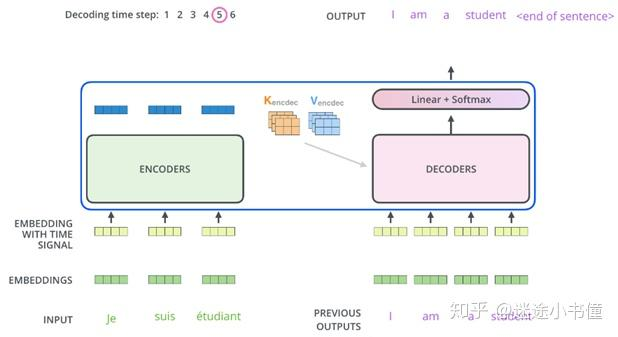 Decoding time step: 1 2 3 4 5 6
OUTPUT I am a student <end of sentence>
Kencdec Vencdec
Linear + Softmax
ENCODERS
DECODERS
EMBEDDING
WITH TIME
SIGNAL
EMBEDDINGS
INPUT Je suis étudiant
PREVIOUS
OUTPUTS
I am a student
知乎 @迷途小书僮